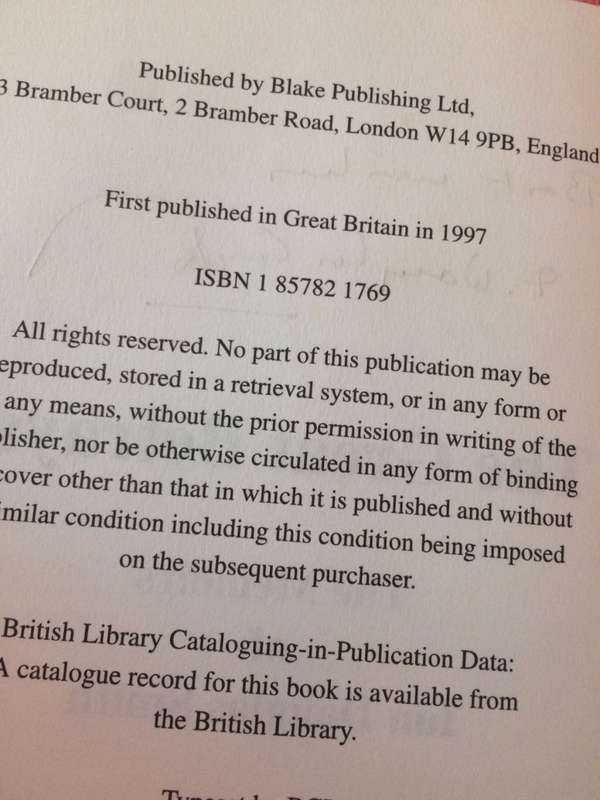 Published by Blake Publishing Ltd,
3 Bramber Court, 2 Bramber Road, London W14 9PB, England
First published in Great Britain in 1997
ISBN 1 85782 1769
All rights reserved. No part of this publication may be
eproduced, stored in a retrieval system, or in any form or
any means, without the prior permission in writing of the
blisher, nor be otherwise circulated in any form of binding
cover other than that in which it is published and without
imilar condition including this condition being imposed
on the subsequent purchaser.
British Library Cataloguing-in-Publication Data:
A catalogue record for this book is available from
the British Library.